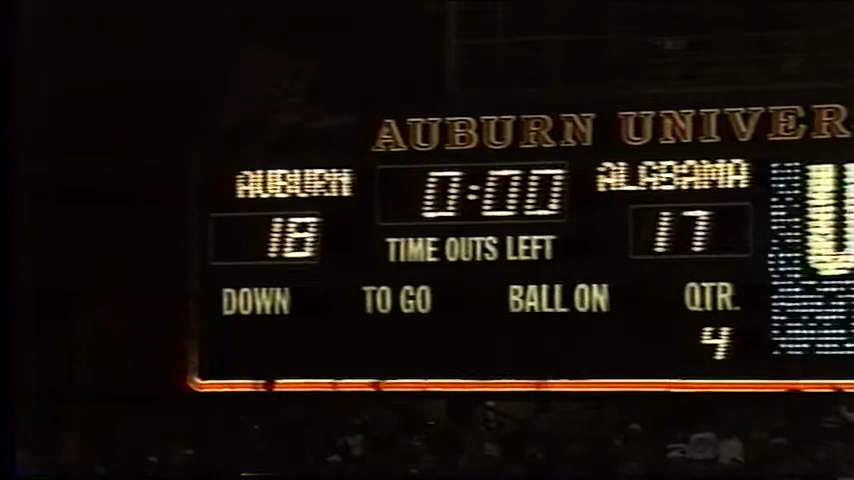 AUBURN UNIVER
AUBURN 0:00 ALABAMA
18 TIME OUTS LEFT 17
DOWN TO GO BALL ON QTR.
4